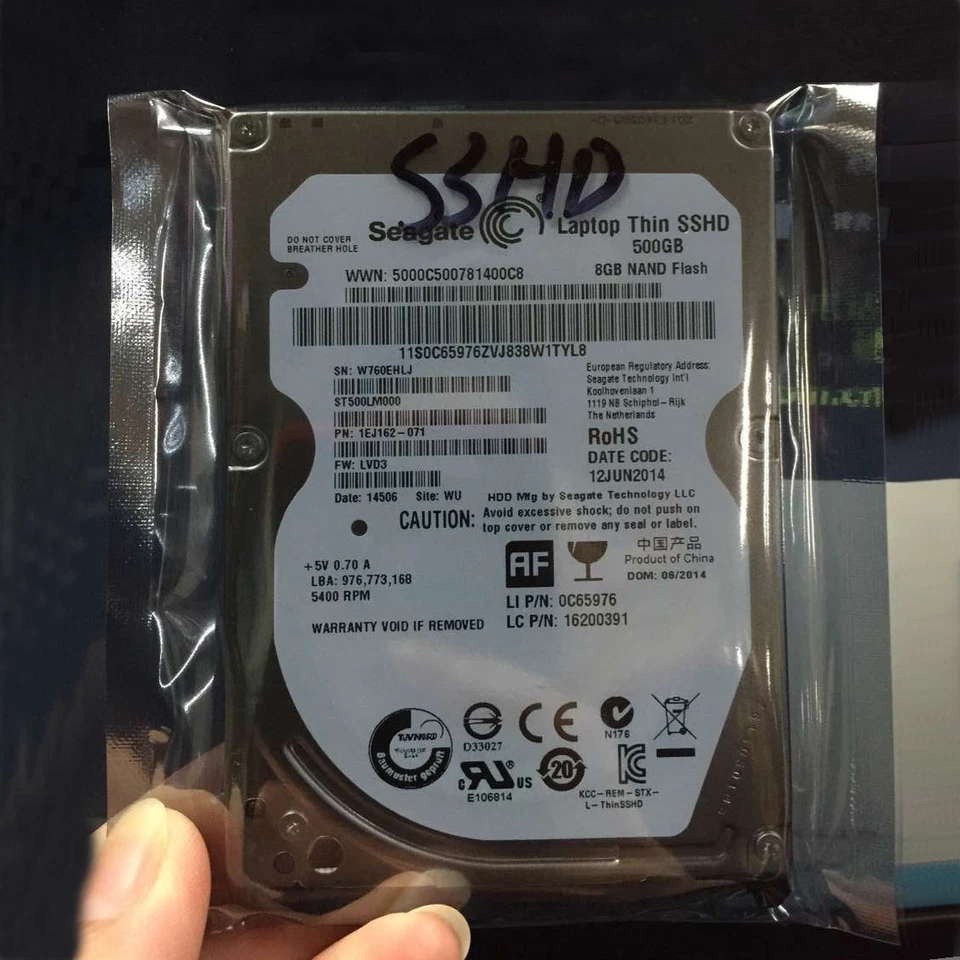 SSHD
Seagate
Laptop Thin SSHD
500GB
8GB NAND Flash
DO NOT COVER
BREATHER HOLE
WWN: 5000C500781400C8
11S0C65976ZVJ838W1TYL8
SN: W760EHLJ
ST500LM000
PN: 1EJ162-071
FW: LVD3
Date: 14506 Site: WU
European Regulatory Address:
Seagate Technology Int'l
Koolhovenlaan 1
1119 NB Schiphol-Rijk
The Netherlands
RoHS
DATE CODE:
12JUN2014
HDD Mfg by Seagate Technology LLC
CAUTION: Avoid excessive shock; do not push on
top cover or remove any seal or label.
+5V 0.70 A
LBA: 976,773,168
5400 RPM
AF
中国产品
Product of China
DOM: 06/2014
LI P/N: 0C65976
LC P/N: 16200391
WARRANTY VOID IF REMOVED
TUV NORD
Baumuster geprüft
D33027
CE
N176
c RU ® US
E106814
20
KCC-REM-STX-
L-ThinSSHD